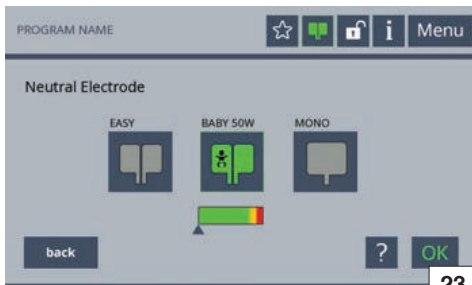 PROGRAM NAME
i
Menu
Neutral Electrode
EASY
BABY 50W
MONO
back
?
OK
23